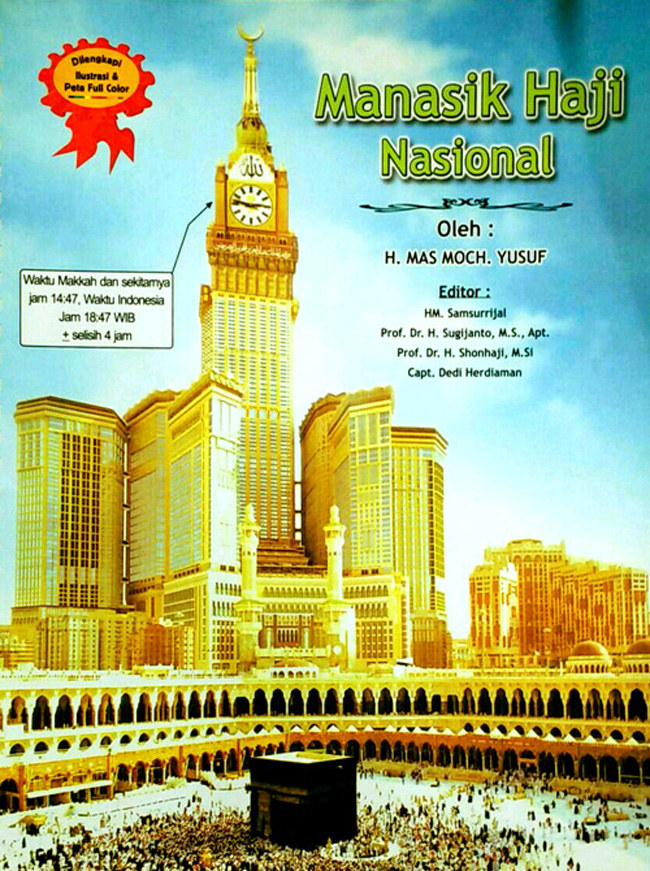 Dilengkapi
Ilustrasi &
Peta Full Color
Manasik Haji
Nasional
Oleh :
H. MAS MOCH. YUSUF
Editor :
HM. Samsurrijal
Prof. Dr. H. Sugijanto, M.S., Apt.
Prof. Dr. H. Shonhaji, M.Si
Capt. Dedi Herdiaman
Waktu Makkah dan sekitarnya
jam 14:47, Waktu Indonesia
Jam 18:47 WIB
± selisih 4 jam
الله